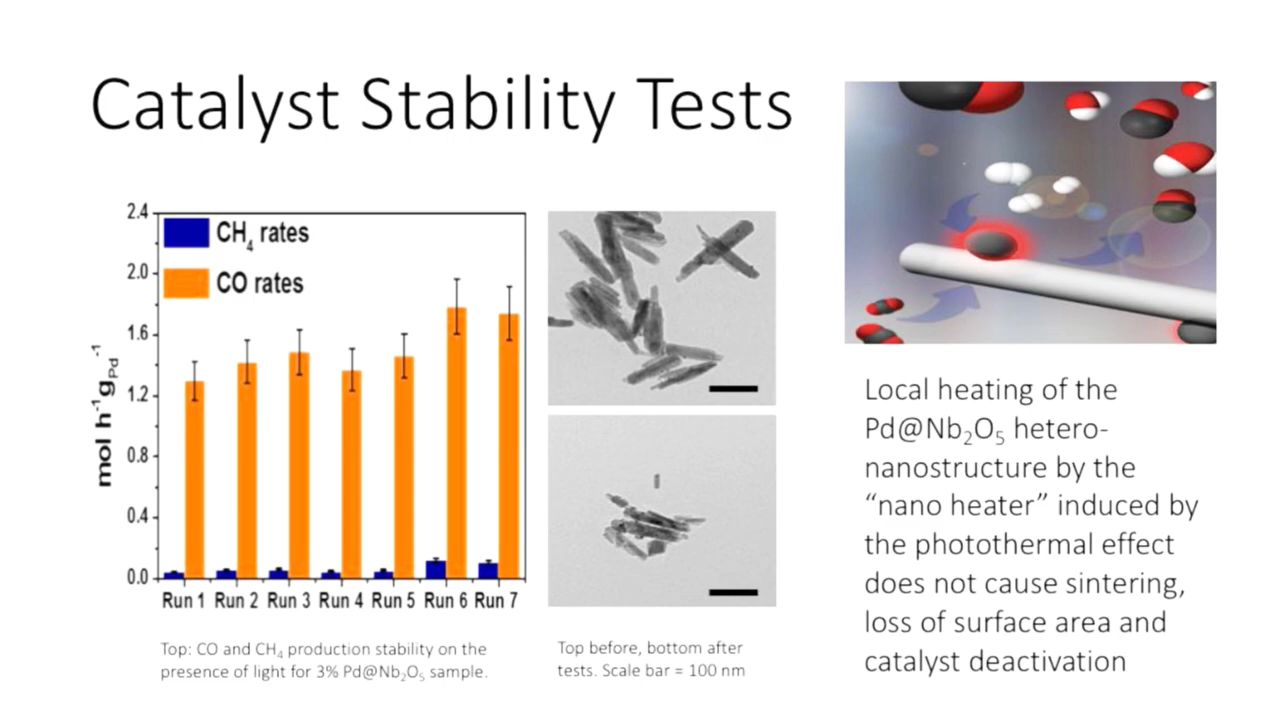 Catalyst Stability Tests
2.4
2.0
1.6
1.2
0.8
0.4
0.0
mol h⁻¹ g_Pd⁻¹
CH₄ rates
CO rates
Run 1 Run 2 Run 3 Run 4 Run 5 Run 6 Run 7
Top: CO and CH₄ production stability on the
presence of light for 3% Pd@Nb₂O₅ sample.
Top before, bottom after
tests. Scale bar = 100 nm
Local heating of the
Pd@Nb₂O₅ hetero-
nanostructure by the
“nano heater” induced by
the photothermal effect
does not cause sintering,
loss of surface area and
catalyst deactivation